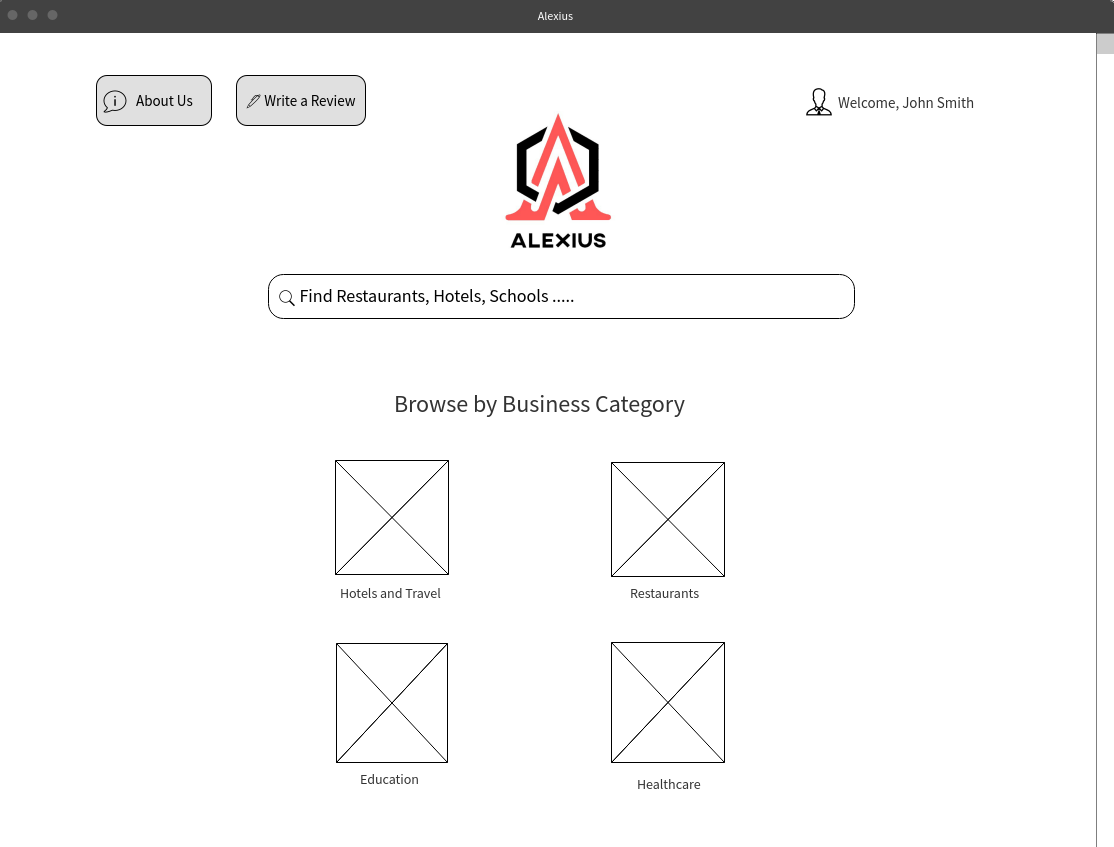 Alexius
About Us
Write a Review
Welcome, John Smith
ALEXIUS
Find Restaurants, Hotels, Schools .....
Browse by Business Category
Hotels and Travel
Restaurants
Education
Healthcare